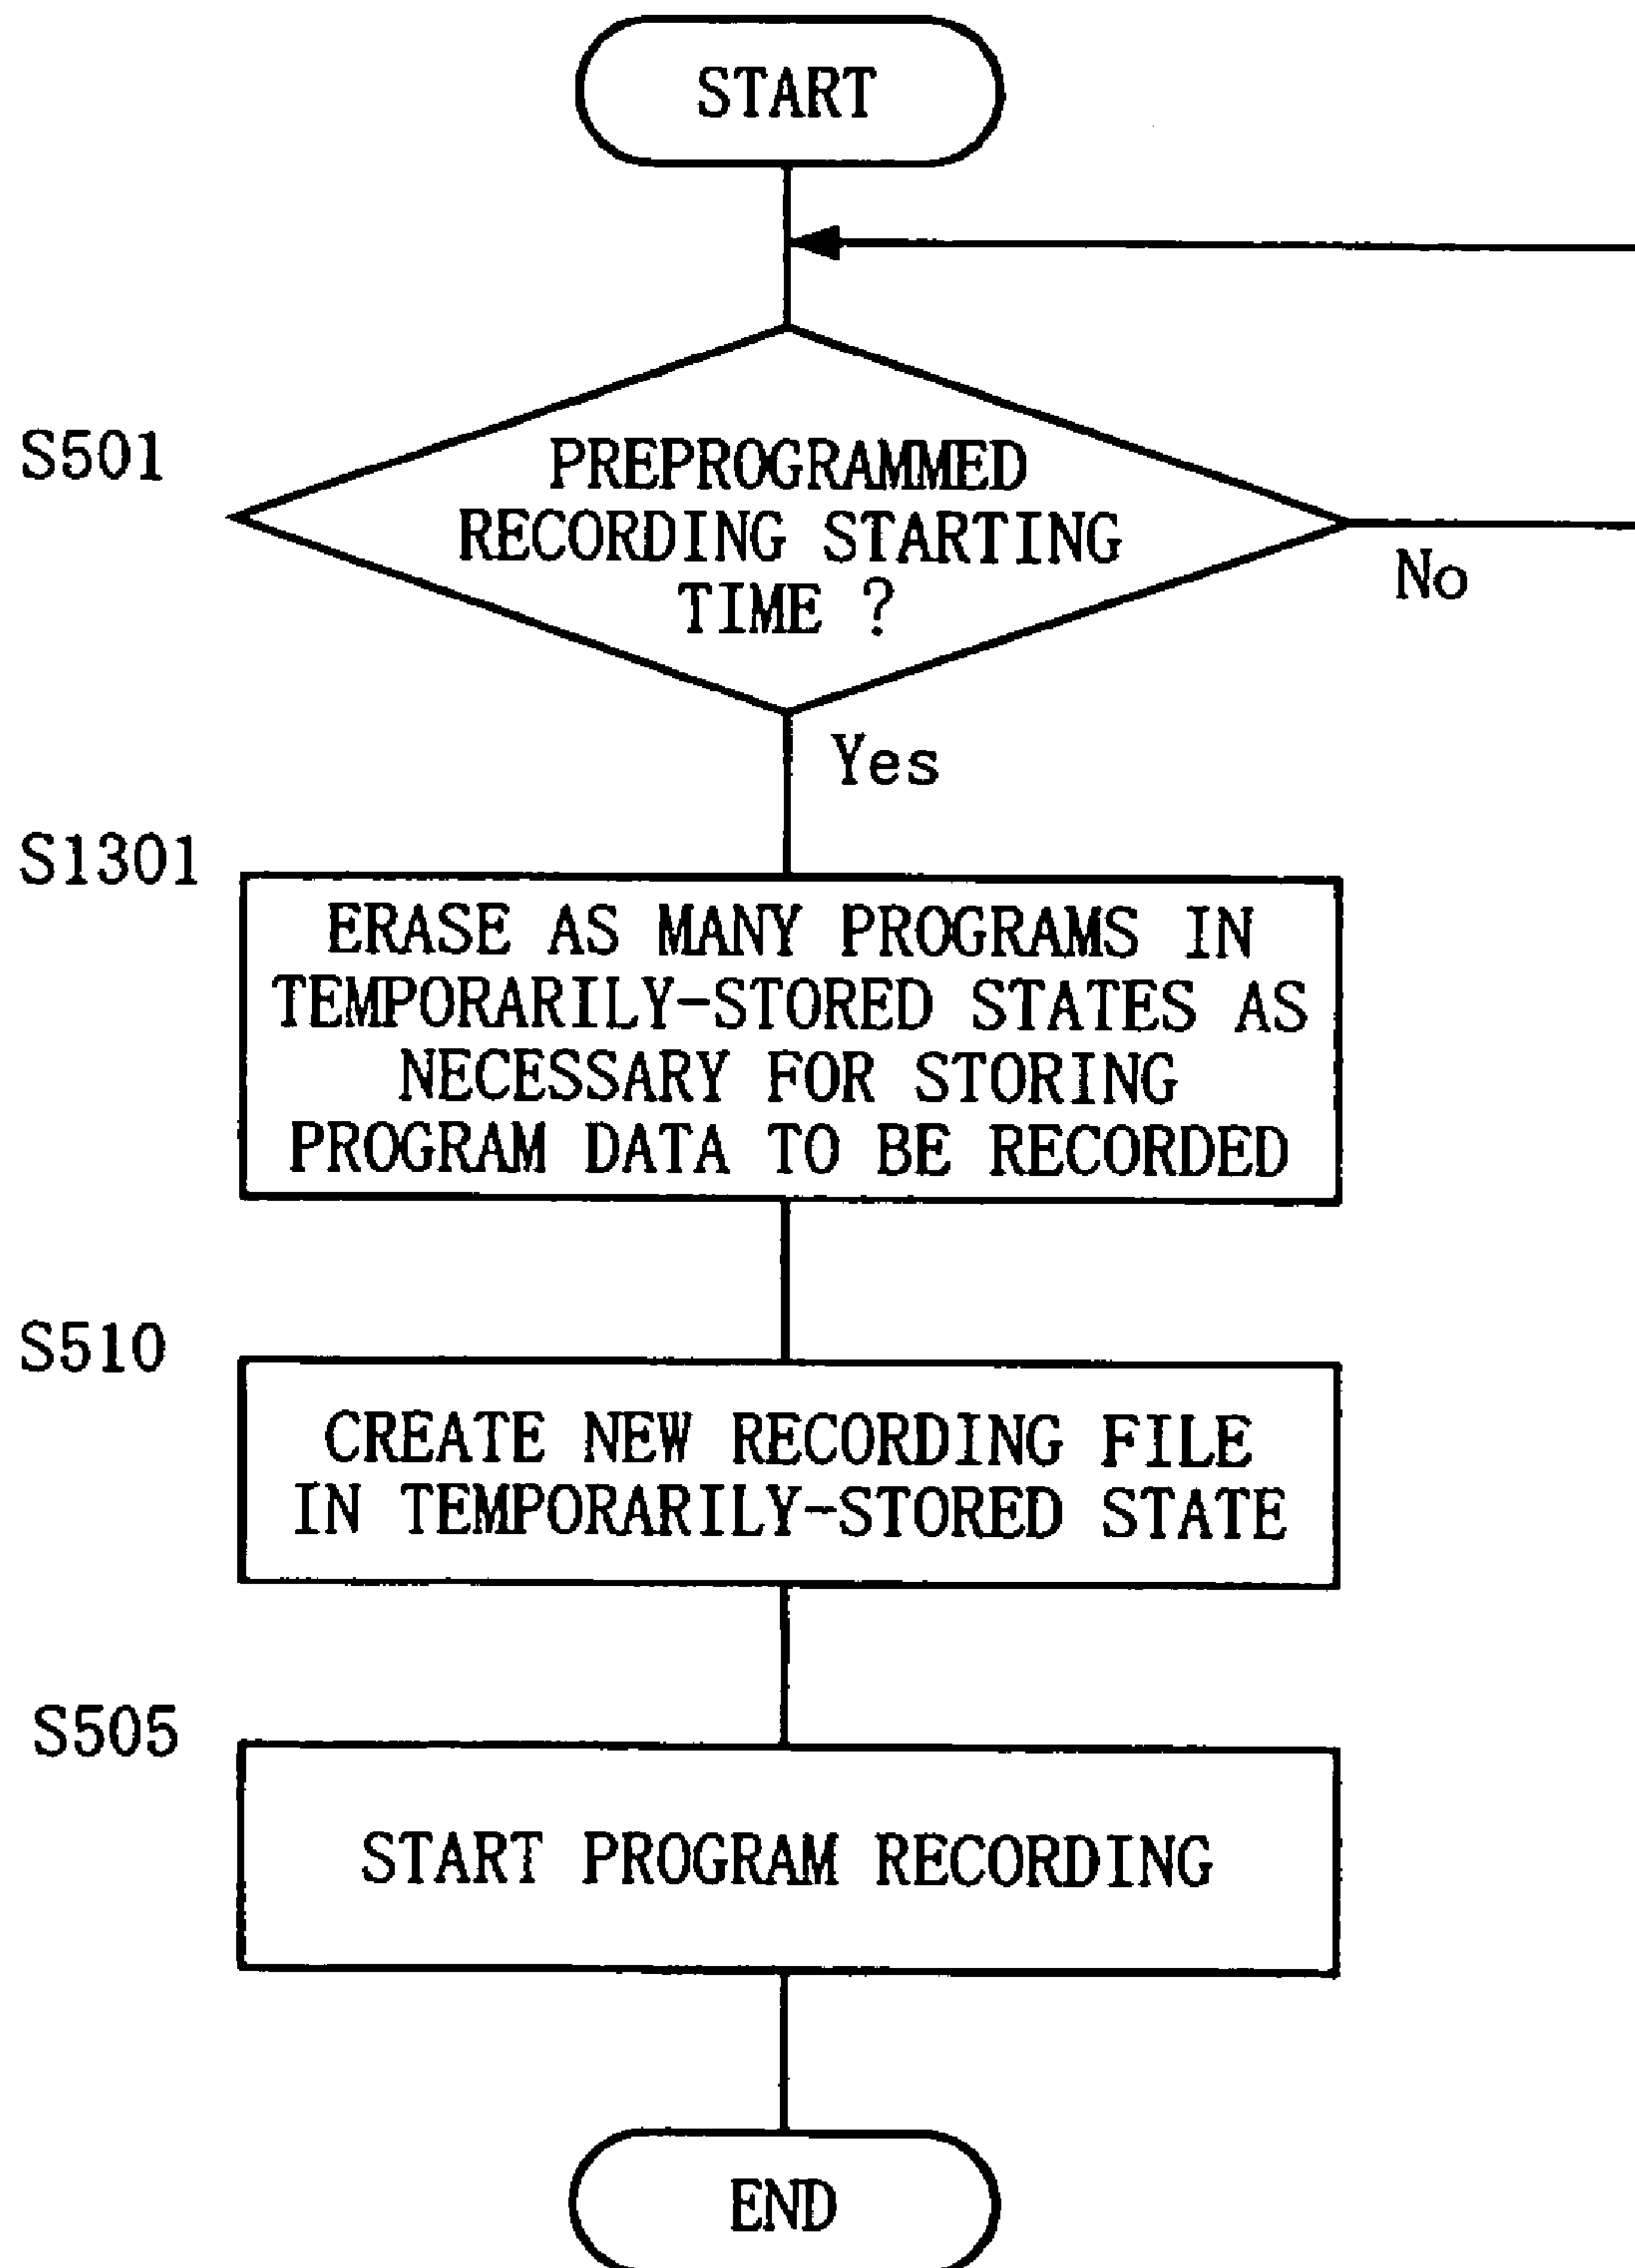 START
S501
PREPROGRAMMED
RECORDING STARTING
TIME ?
No
Yes
S1301
ERASE AS MANY PROGRAMS IN
TEMPORARILY-STORED STATES AS
NECESSARY FOR STORING
PROGRAM DATA TO BE RECORDED
S510
CREATE NEW RECORDING FILE
IN TEMPORARILY-STORED STATE
S505
START PROGRAM RECORDING
END